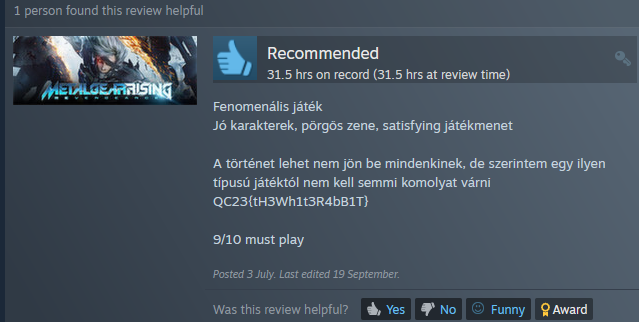 1 person found this review helpful
METAL GEAR RISING
REVENGEANCE
Recommended
31.5 hrs on record (31.5 hrs at review time)
Fenomenális játék
Jó karakterek, pörgős zene, satisfying játékmenet
A történet lehet nem jön be mindenkinek, de szerintem egy ilyen
típusú játéktól nem kell semmi komolyat várni
QC23{tH3Wh1t3R4bB1T}
9/10 must play
Posted 3 July. Last edited 19 September.
Was this review helpful? Yes No Funny Award